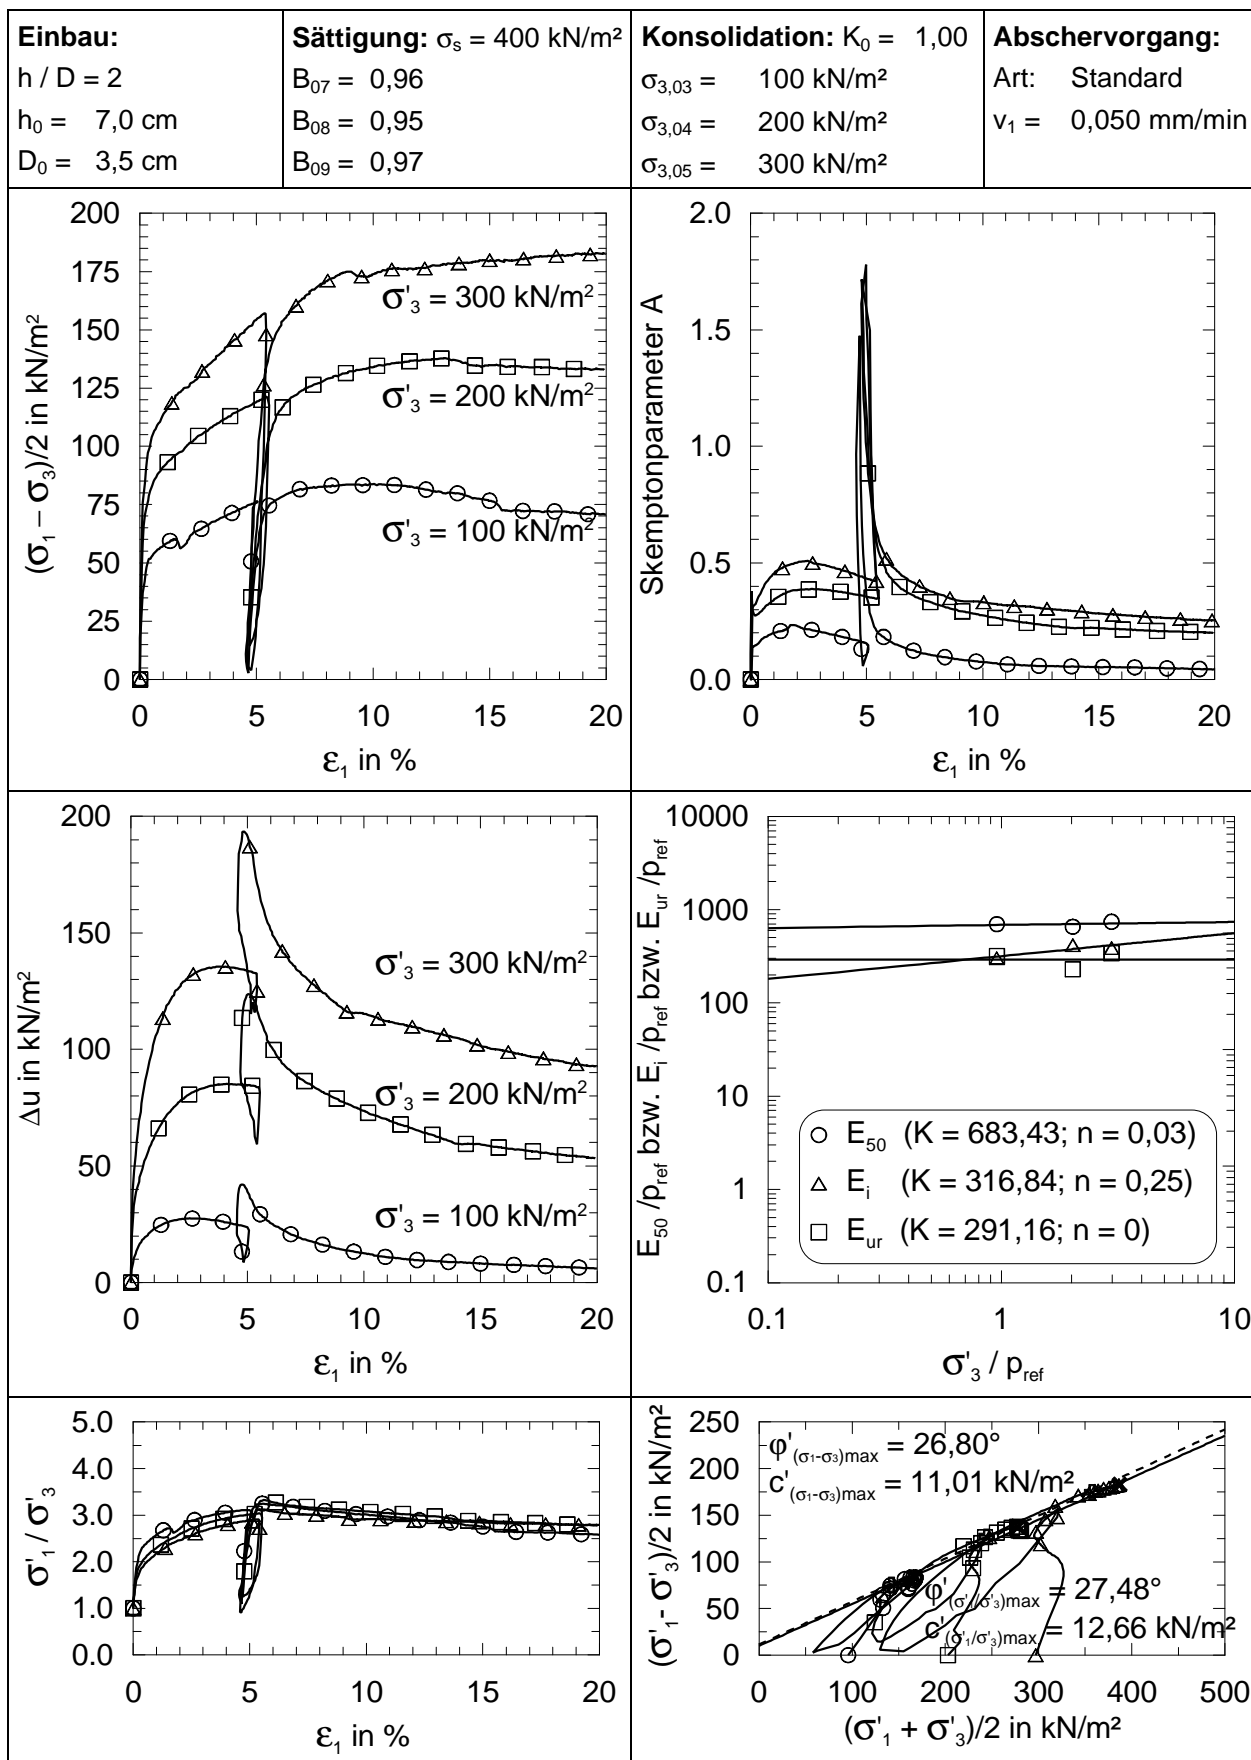 Einbau:
h / D = 2
h0 = 7,0 cm
D0 = 3,5 cm
Sättigung: σs = 400 kN/m²
B07 = 0,96
B08 = 0,95
B09 = 0,97
Konsolidation: K0 = 1,00
σ3,03 = 100 kN/m²
σ3,04 = 200 kN/m²
σ3,05 = 300 kN/m²
Abschervorgang:
Art: Standard
v1 = 0,050 mm/min
(σ1 – σ3)/2 in kN/m²
200
175
150
125
100
75
50
25
0
σ'3 = 300 kN/m²
σ'3 = 200 kN/m²
σ'3 = 100 kN/m²
0 5 10 15 20
ε1 in %
Skemptonparameter A
2.0
1.5
1.0
0.5
0.0
0 5 10 15 20
ε1 in %
Δu in kN/m²
200
150
100
50
0
σ'3 = 300 kN/m²
σ'3 = 200 kN/m²
σ'3 = 100 kN/m²
0 5 10 15 20
ε1 in %
E50 /pref bzw. Ei /pref bzw. Eur /pref
10000
1000
100
10
1
0.1
E50 (K = 683,43; n = 0,03)
Ei (K = 316,84; n = 0,25)
Eur (K = 291,16; n = 0)
0.1 1 10
σ'3 / pref
σ'1 / σ'3
5.0
4.0
3.0
2.0
1.0
0.0
0 5 10 15 20
ε1 in %
(σ'1 - σ'3)/2 in kN/m²
250
200
150
100
50
0
φ'(σ1-σ3)max = 26,80°
c'(σ1-σ3)max = 11,01 kN/m²
φ'(σ'1/σ'3)max = 27,48°
c'(σ'1/σ'3)max = 12,66 kN/m²
0 100 200 300 400 500
(σ'1 + σ'3)/2 in kN/m²